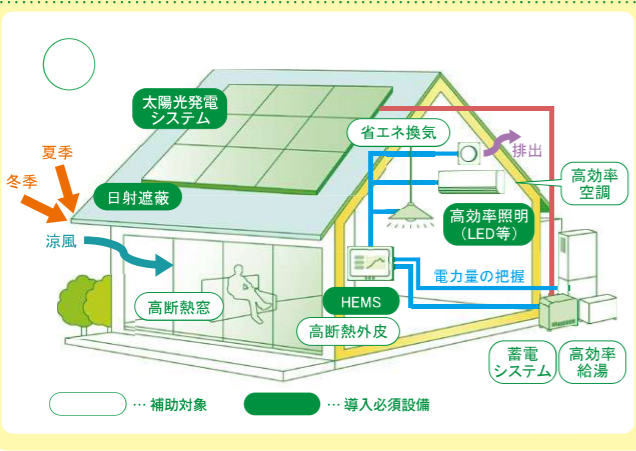 太陽光発電
システム
省エネ換気
排出
夏季
冬季
高効率
空調
日射遮蔽
高効率照明
（LED等）
涼風
電力量の把握
高断熱窓
HEMS
高断熱外皮
蓄電
システム
高効率
給湯
… 補助対象
… 導入必須設備